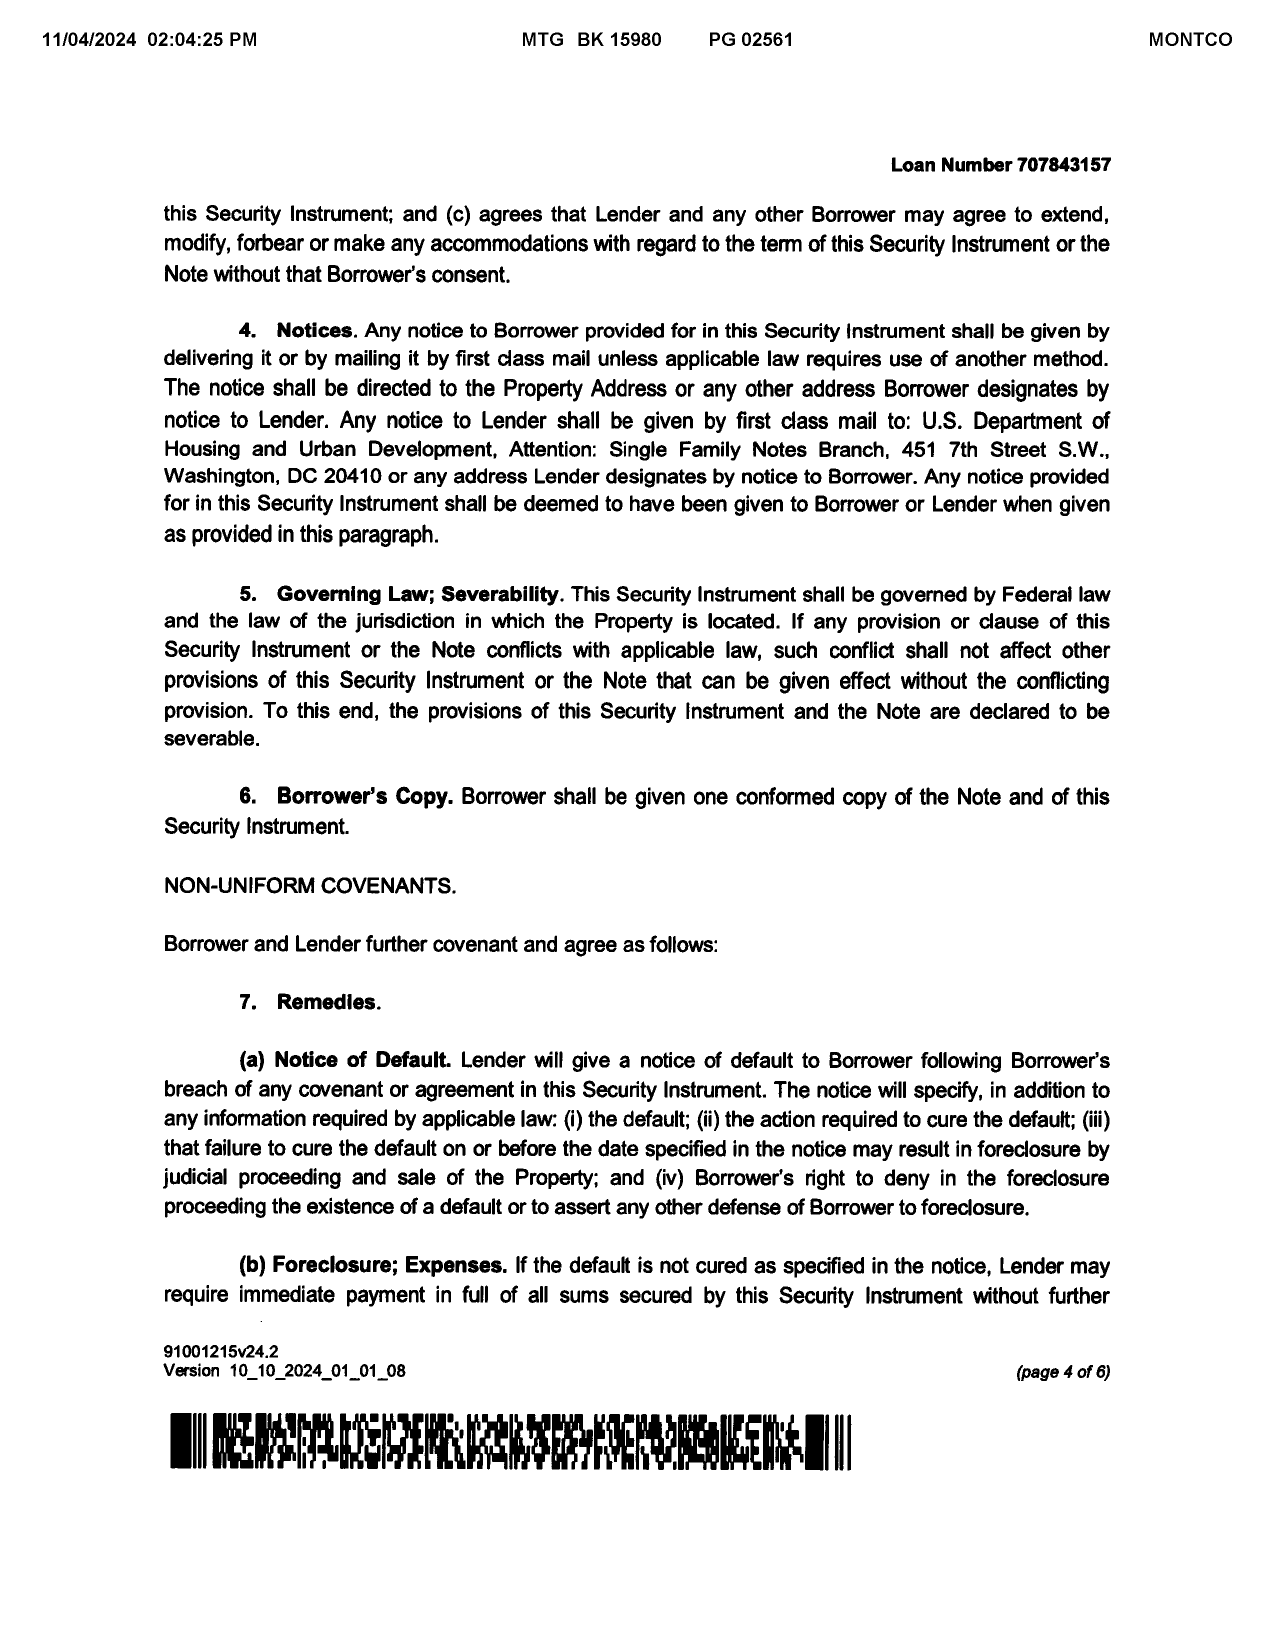 11/04/2024 02:04:25 PM MTG BK 15980 PG 02561 MONTCO
Loan Number 707843157
this Security Instrument; and (c) agrees that Lender and any other Borrower may agree to extend,
modify, forbear or make any accommodations with regard to the term of this Security Instrument or the
Note without that Borrower's consent.
4. Notices. Any notice to Borrower provided for in this Security Instrument shall be given by
delivering it or by mailing it by first class mail unless applicable law requires use of another method.
The notice shall be directed to the Property Address or any other address Borrower designates by
notice to Lender. Any notice to Lender shall be given by first class mail to: U.S. Department of
Housing and Urban Development, Attention: Single Family Notes Branch, 451 7th Street S.W.,
Washington, DC 20410 or any address Lender designates by notice to Borrower. Any notice provided
for in this Security Instrument shall be deemed to have been given to Borrower or Lender when given
as provided in this paragraph.
5. Governing Law; Severability. This Security Instrument shall be governed by Federal law
and the law of the jurisdiction in which the Property is located. If any provision or clause of this
Security Instrument or the Note conflicts with applicable law, such conflict shall not affect other
provisions of this Security Instrument or the Note that can be given effect without the conflicting
provision. To this end, the provisions of this Security Instrument and the Note are declared to be
severable.
6. Borrower's Copy. Borrower shall be given one conformed copy of the Note and of this
Security Instrument.
NON-UNIFORM COVENANTS.
Borrower and Lender further covenant and agree as follows:
7. Remedies.
(a) Notice of Default. Lender will give a notice of default to Borrower following Borrower's
breach of any covenant or agreement in this Security Instrument. The notice will specify, in addition to
any information required by applicable law: (i) the default; (ii) the action required to cure the default; (iii)
that failure to cure the default on or before the date specified in the notice may result in foreclosure by
judicial proceeding and sale of the Property; and (iv) Borrower's right to deny in the foreclosure
proceeding the existence of a default or to assert any other defense of Borrower to foreclosure.
(b) Foreclosure; Expenses. If the default is not cured as specified in the notice, Lender may
require immediate payment in full of all sums secured by this Security Instrument without further
91001215v24.2
Version 10_10_2024_01_01_08 (page 4 of 6)